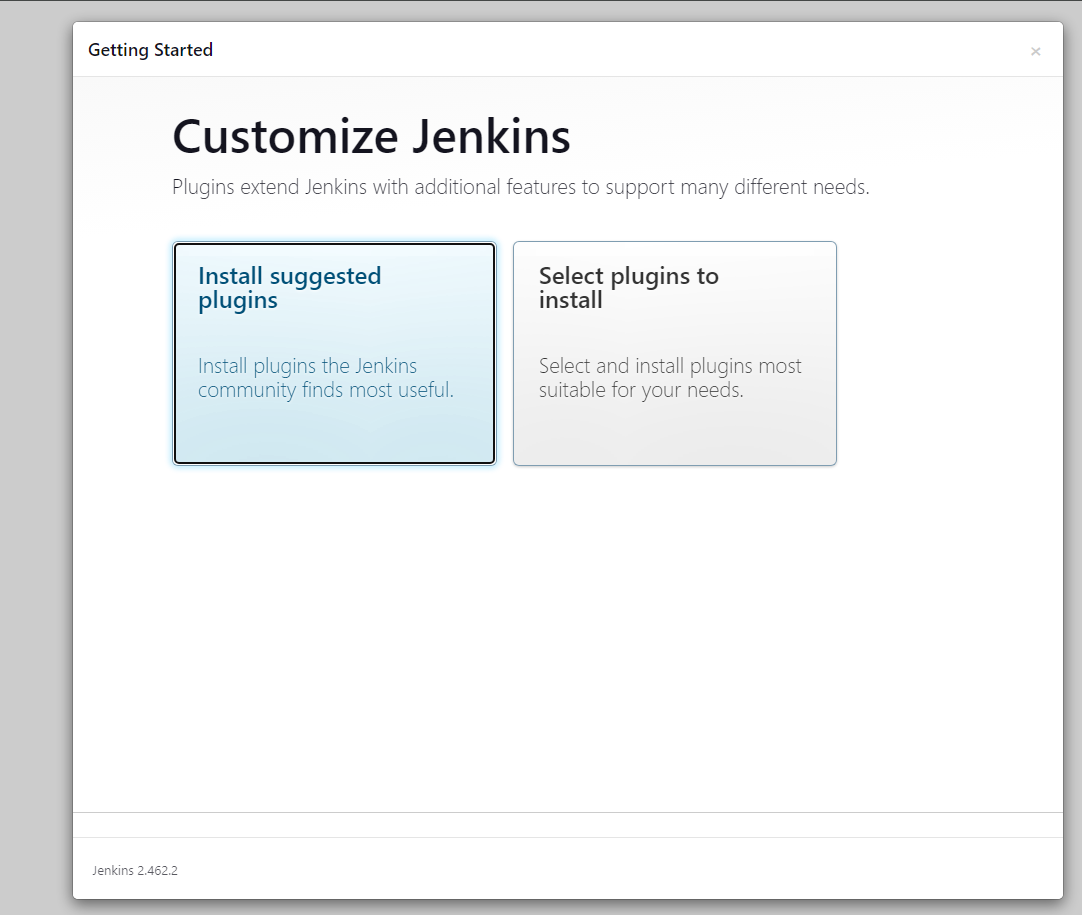 Getting Started
×
Customize Jenkins
Plugins extend Jenkins with additional features to support many different needs.
Install suggested
plugins
Install plugins the Jenkins
community finds most useful.
Select plugins to
install
Select and install plugins most
suitable for your needs.
Jenkins 2.462.2